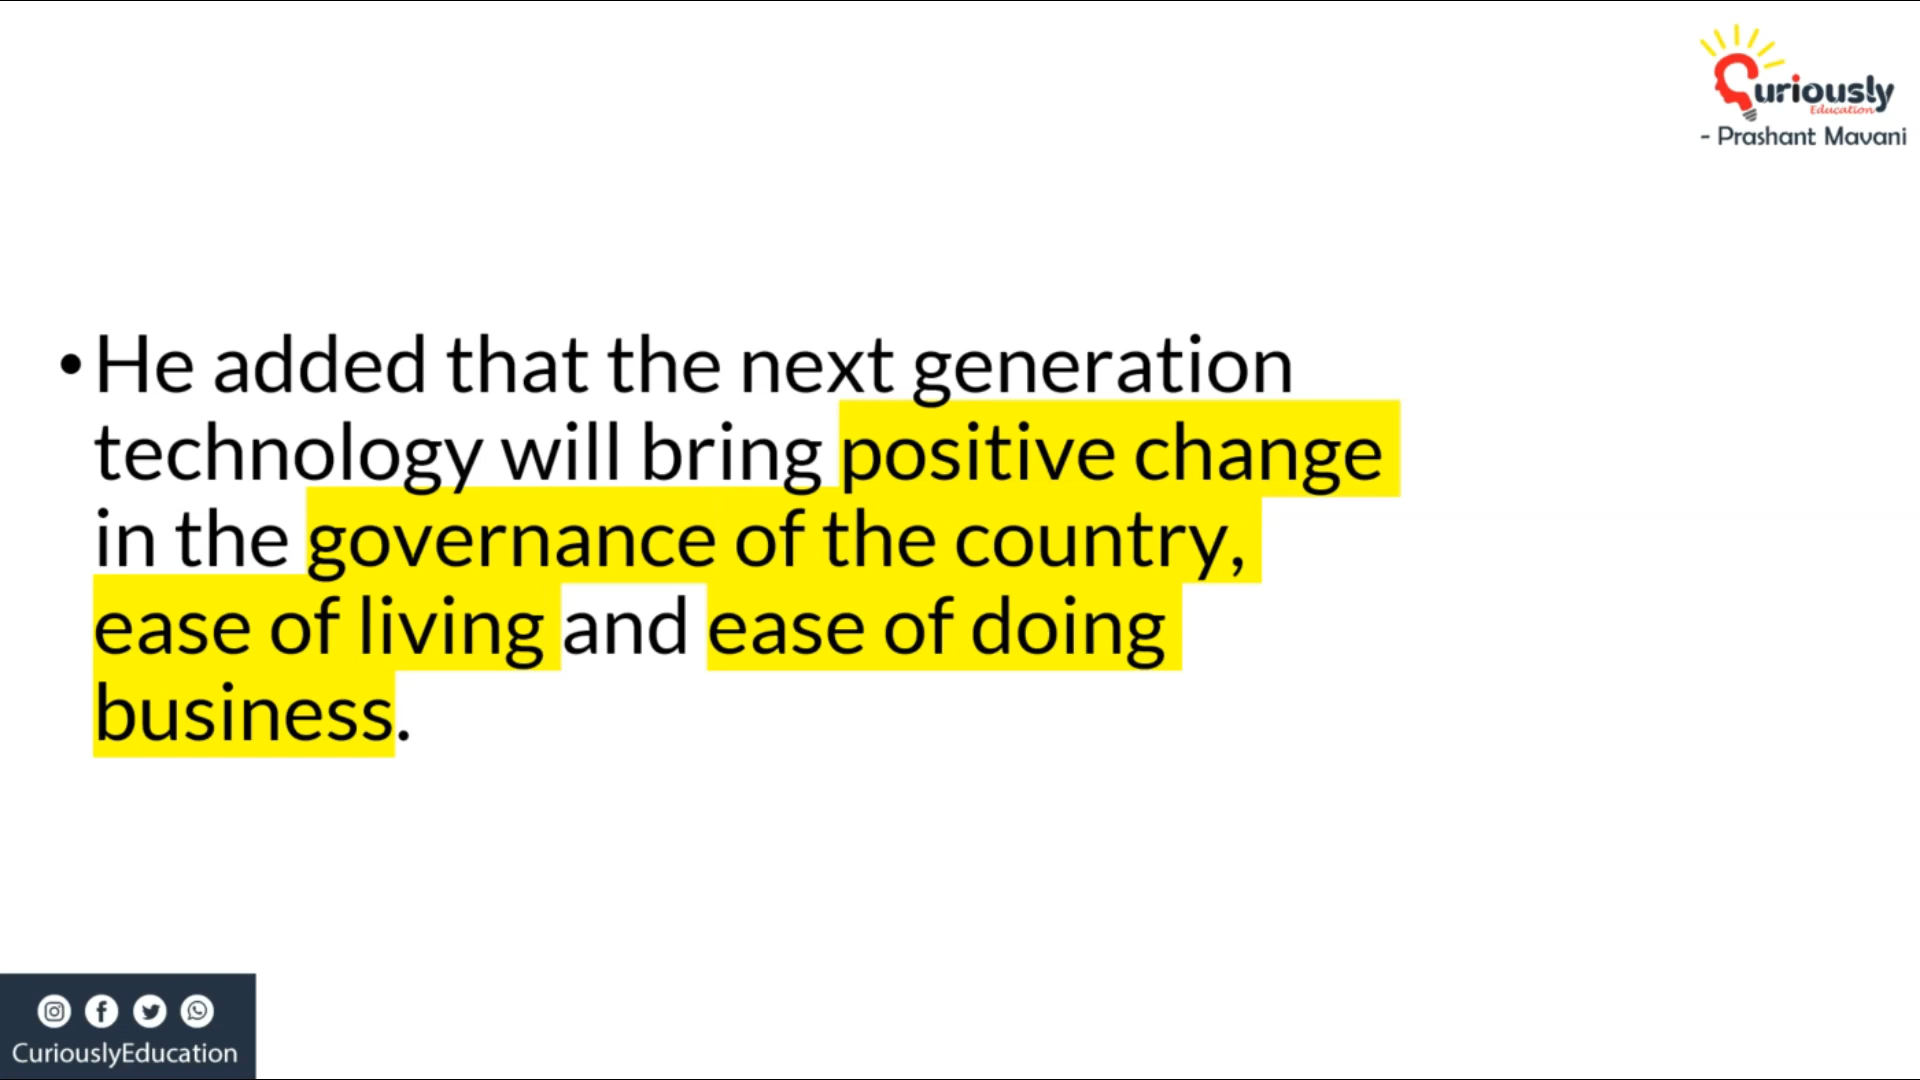 Curiously
Education
- Prashant Mavani
• He added that the next generation
technology will bring positive change
in the governance of the country,
ease of living and ease of doing
business.
CuriouslyEducation